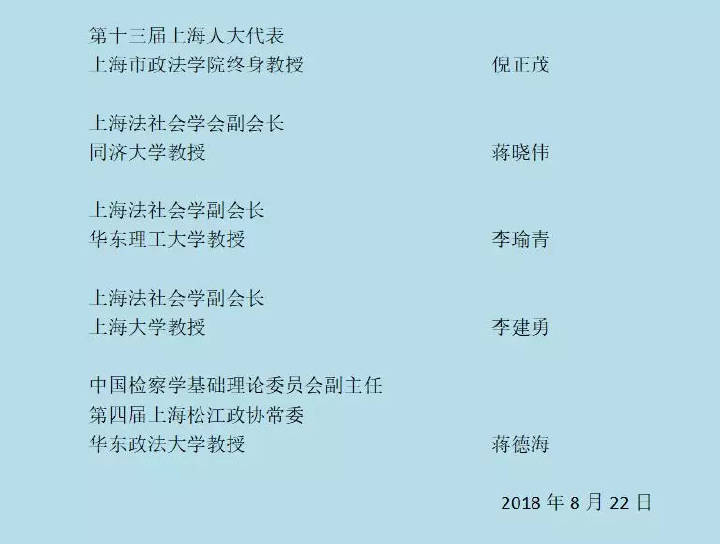 第十三届上海人大代表
上海市政法学院终身教授 倪正茂
上海法社会学会副会长
同济大学教授 蒋晓伟
上海法社会学副会长
华东理工大学教授 李瑜青
上海法社会学副会长
上海大学教授 李建勇
中国检察学基础理论委员会副主任
第四届上海松江政协常委
华东政法大学教授 蒋德海
2018 年 8 月 22 日